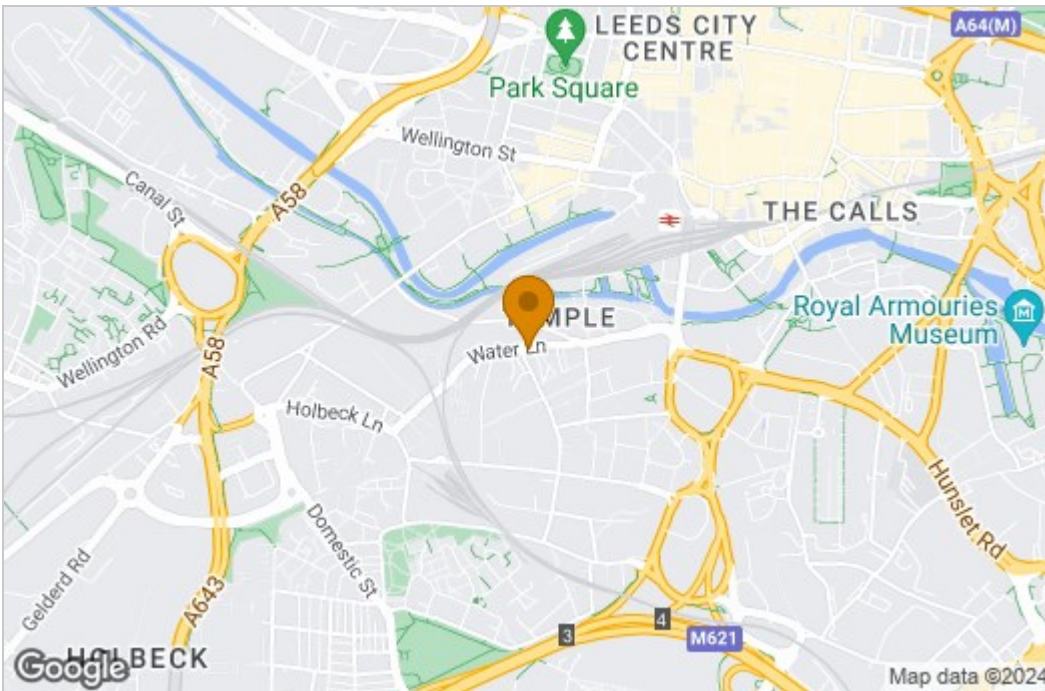 LEEDS CITY
CENTRE
A64(M)
Park Square
Wellington St
Canal St
A58
THE CALLS
Royal Armouries
Museum
Wellington Rd
A58
Water Ln
Holbeck Ln
Hunslet Rd
Domestic St
Gelderd Rd
A643
3
4
M621
HOLBECK
Google
Map data ©2024